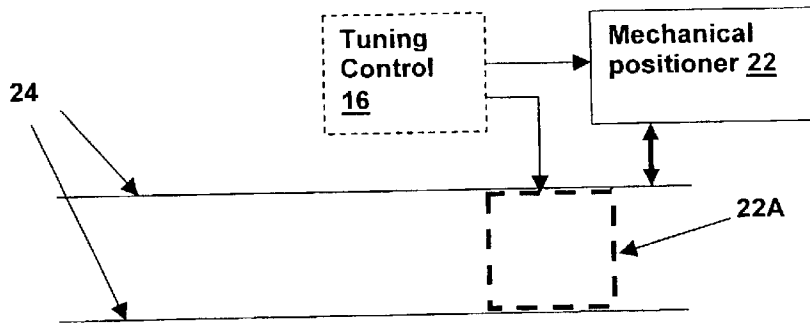 Tuning
Control
16
Mechanical
positioner 22
24
22A